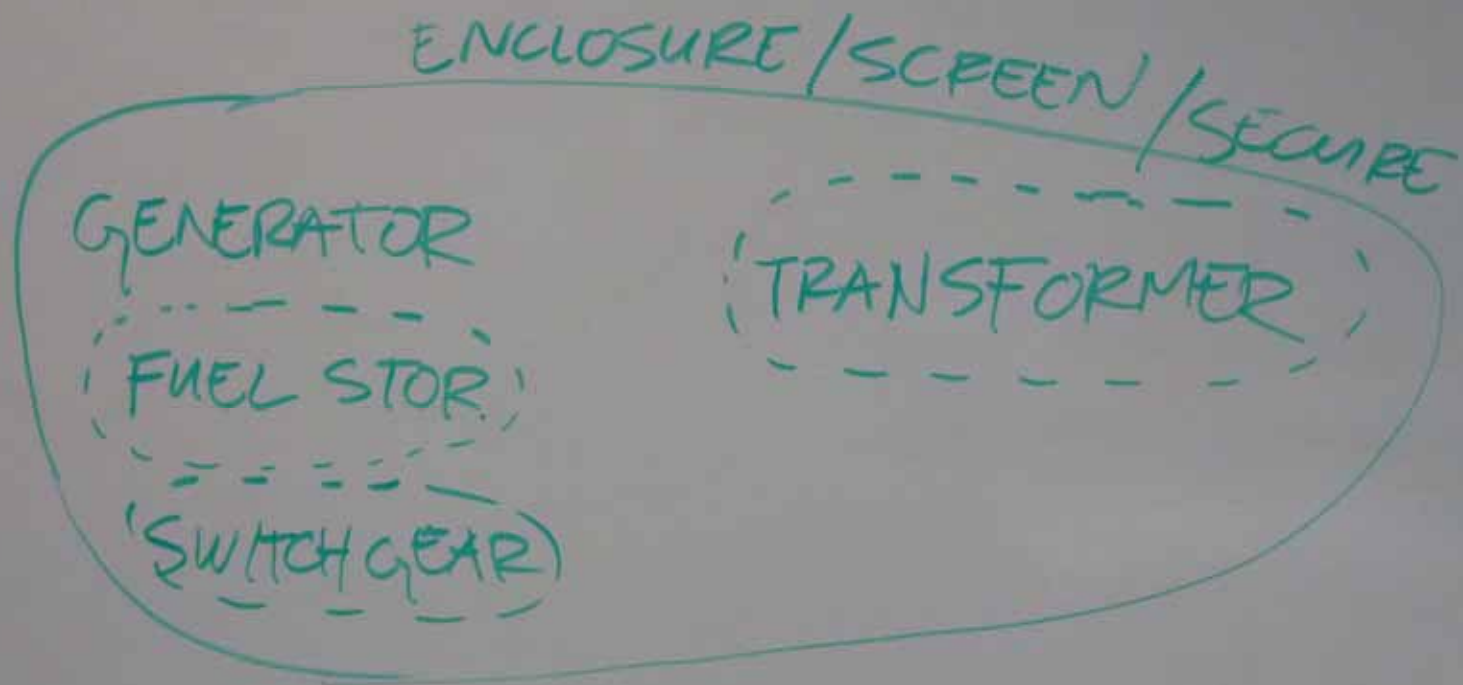 ENCLOSURE/SCREEN/SECURE
GENERATOR
TRANSFORMER
FUEL STOR.
SWITCHGEAR